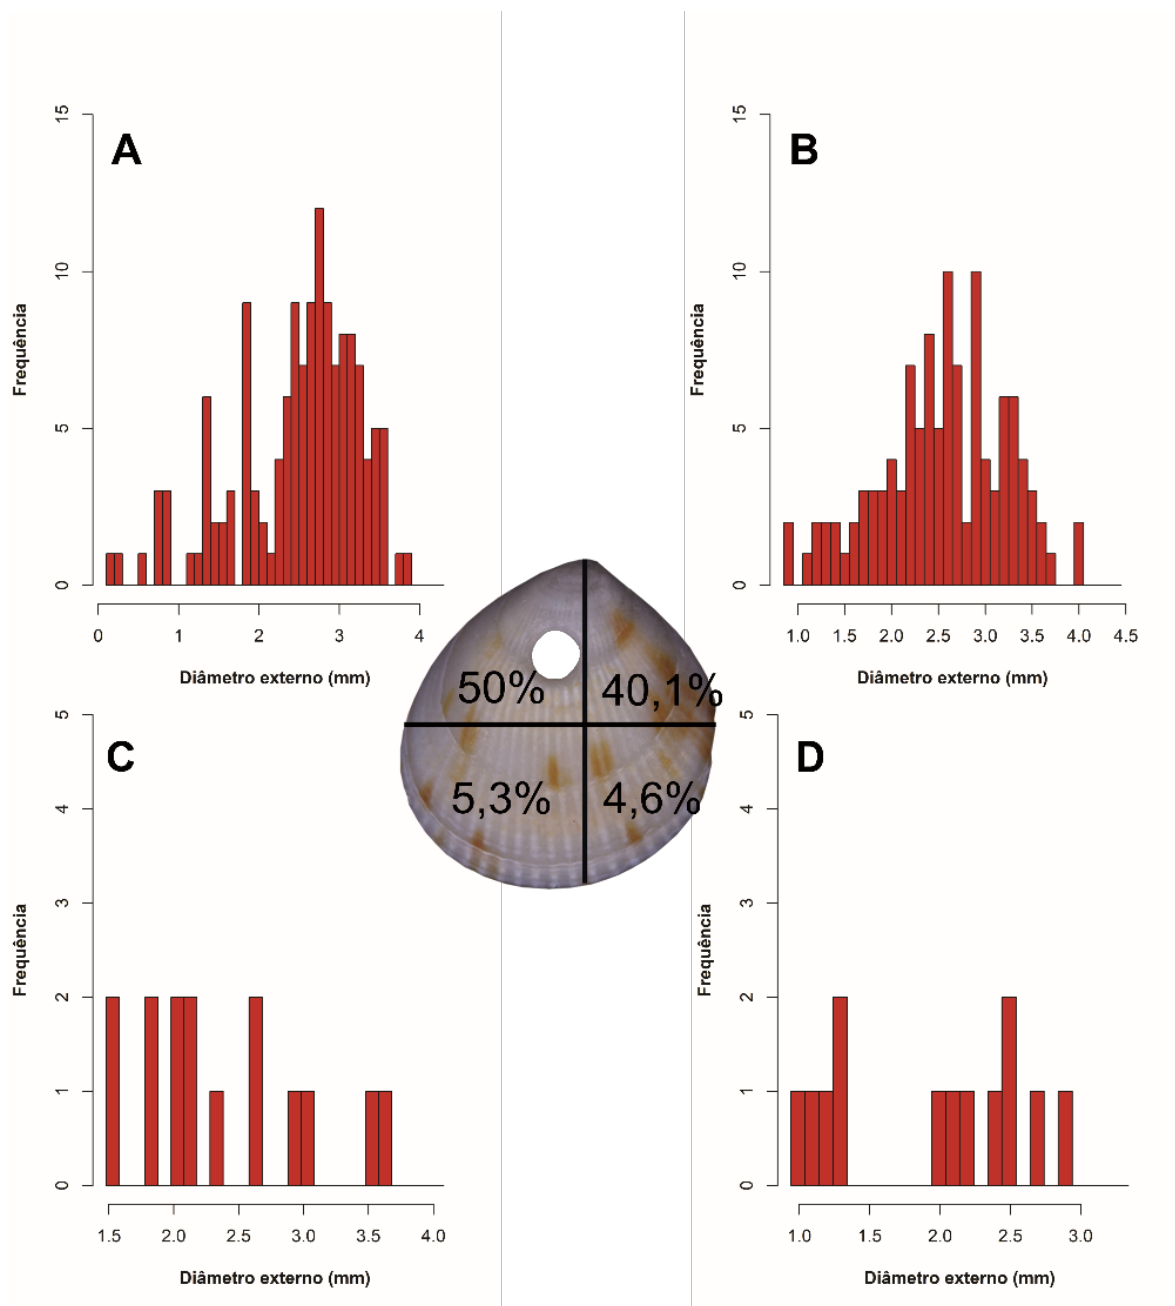 A
15
10
5
0
Frequência
0 1 2 3 4
Diâmetro externo (mm)
B
15
10
5
0
Frequência
1.0 1.5 2.0 2.5 3.0 3.5 4.0 4.5
Diâmetro externo (mm)
50% 40,1%
5,3% 4,6%
C
5
4
3
2
1
0
Frequência
1.5 2.0 2.5 3.0 3.5 4.0
Diâmetro externo (mm)
D
5
4
3
2
1
0
Frequência
1.0 1.5 2.0 2.5 3.0
Diâmetro externo (mm)